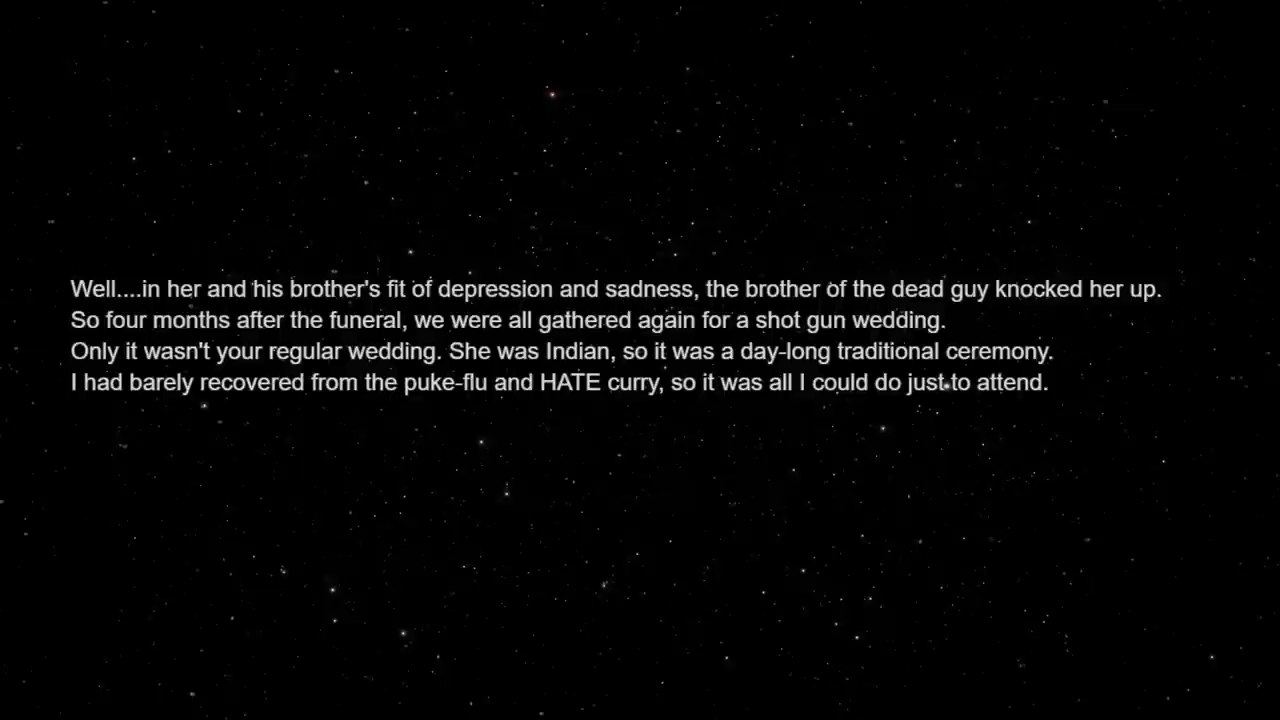 Well....in her and his brother's fit of depression and sadness, the brother of the dead guy knocked her up.
So four months after the funeral, we were all gathered again for a shot gun wedding.
Only it wasn't your regular wedding. She was Indian, so it was a day-long traditional ceremony.
I had barely recovered from the puke-flu and HATE curry, so it was all I could do just to attend.